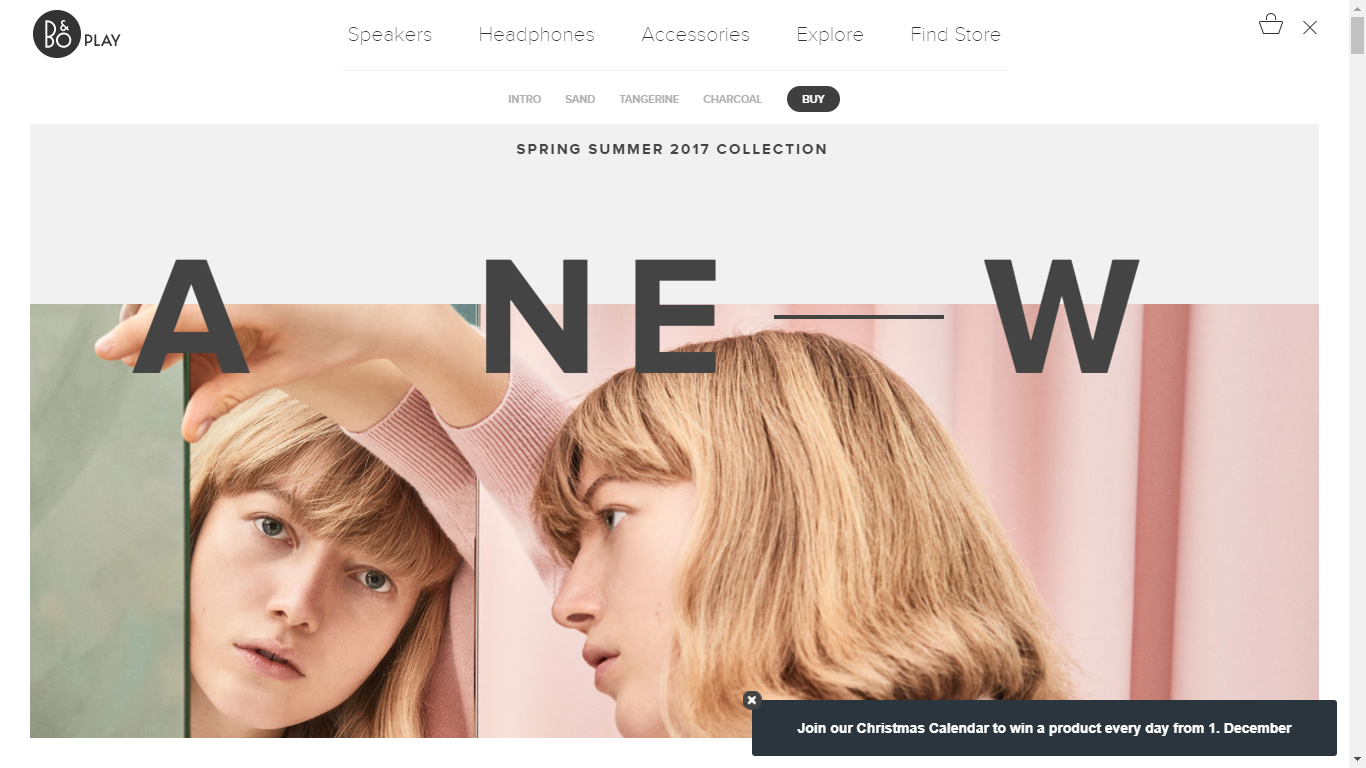 B&O PLAY
Speakers Headphones Accessories Explore Find Store
INTRO SAND TANGERINE CHARCOAL BUY
SPRING SUMMER 2017 COLLECTION
A NE W
Join our Christmas Calendar to win a product every day from 1. December